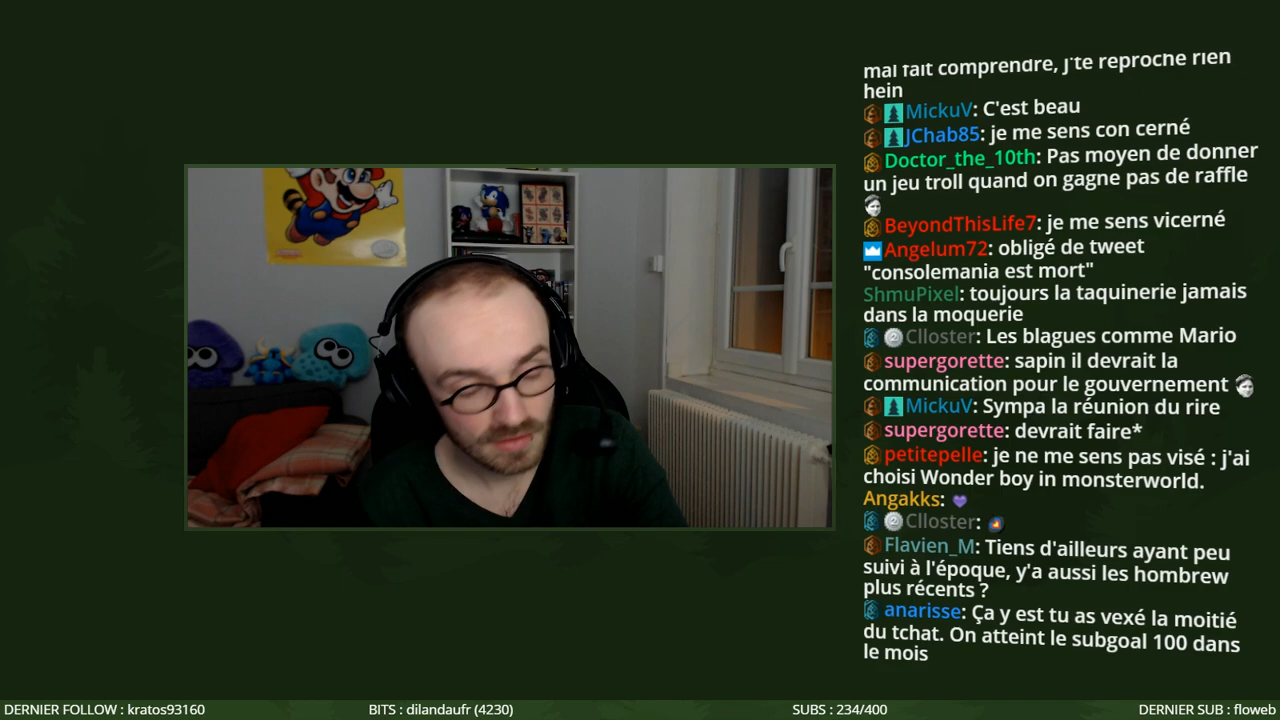 mal fait comprendre, j'te reproche rien
hein
MickuV: C'est beau
JChab85: je me sens con cerné
Doctor_the_10th: Pas moyen de donner
un jeu troll quand on gagne pas de raffle
BeyondThisLife7: je me sens vicerné
Angelum72: obligé de tweet
"consolemania est mort"
ShmuPixel: toujours la taquinerie jamais
dans la moquerie
2 Clloster: Les blagues comme Mario
supergorette: sapin il devrait la
communication pour le gouvernement
MickuV: Sympa la réunion du rire
supergorette: devrait faire*
petitepelle: je ne me sens pas visé : j'ai
choisi Wonder boy in monsterworld.
Angakks:
2 Clloster:
Flavien_M: Tiens d'ailleurs ayant peu
suivi à l'époque, y'a aussi les hombrew
plus récents ?
anarisse: Ça y est tu as vexé la moitié
du tchat. On atteint le subgoal 100 dans
le mois
DERNIER FOLLOW : kratos93160
BITS : dilandaufr (4230)
SUBS : 234/400
DERNIER SUB : floweb